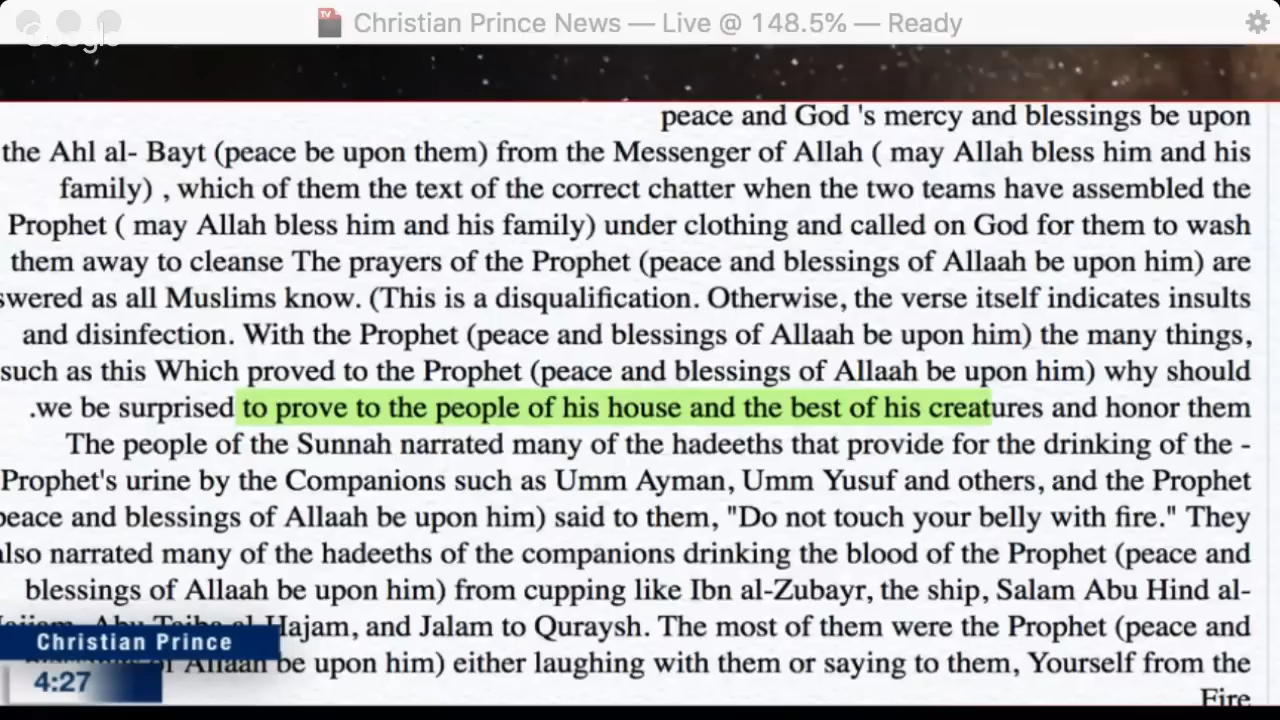 Christian Prince News — Live @ 148.5% — Ready
Google
peace and God 's mercy and blessings be upon
the Ahl al- Bayt (peace be upon them) from the Messenger of Allah ( may Allah bless him and his
family) , which of them the text of the correct chatter when the two teams have assembled the
Prophet ( may Allah bless him and his family) under clothing and called on God for them to wash
them away to cleanse The prayers of the Prophet (peace and blessings of Allaah be upon him) are
swered as all Muslims know. (This is a disqualification. Otherwise, the verse itself indicates insults
and disinfection. With the Prophet (peace and blessings of Allaah be upon him) the many things,
such as this Which proved to the Prophet (peace and blessings of Allaah be upon him) why should
.we be surprised to prove to the people of his house and the best of his creatures and honor them
The people of the Sunnah narrated many of the hadeeths that provide for the drinking of the -
Prophet's urine by the Companions such as Umm Ayman, Umm Yusuf and others, and the Prophet
peace and blessings of Allaah be upon him) said to them, "Do not touch your belly with fire." They
also narrated many of the hadeeths of the companions drinking the blood of the Prophet (peace and
blessings of Allaah be upon him) from cupping like Ibn al-Zubayr, the ship, Salam Abu Hind al-
Hajam, and Jalam to Quraysh. The most of them were the Prophet (peace and
of Allaah be upon him) either laughing with them or saying to them, Yourself from the
Fire
Christian Prince
4:27